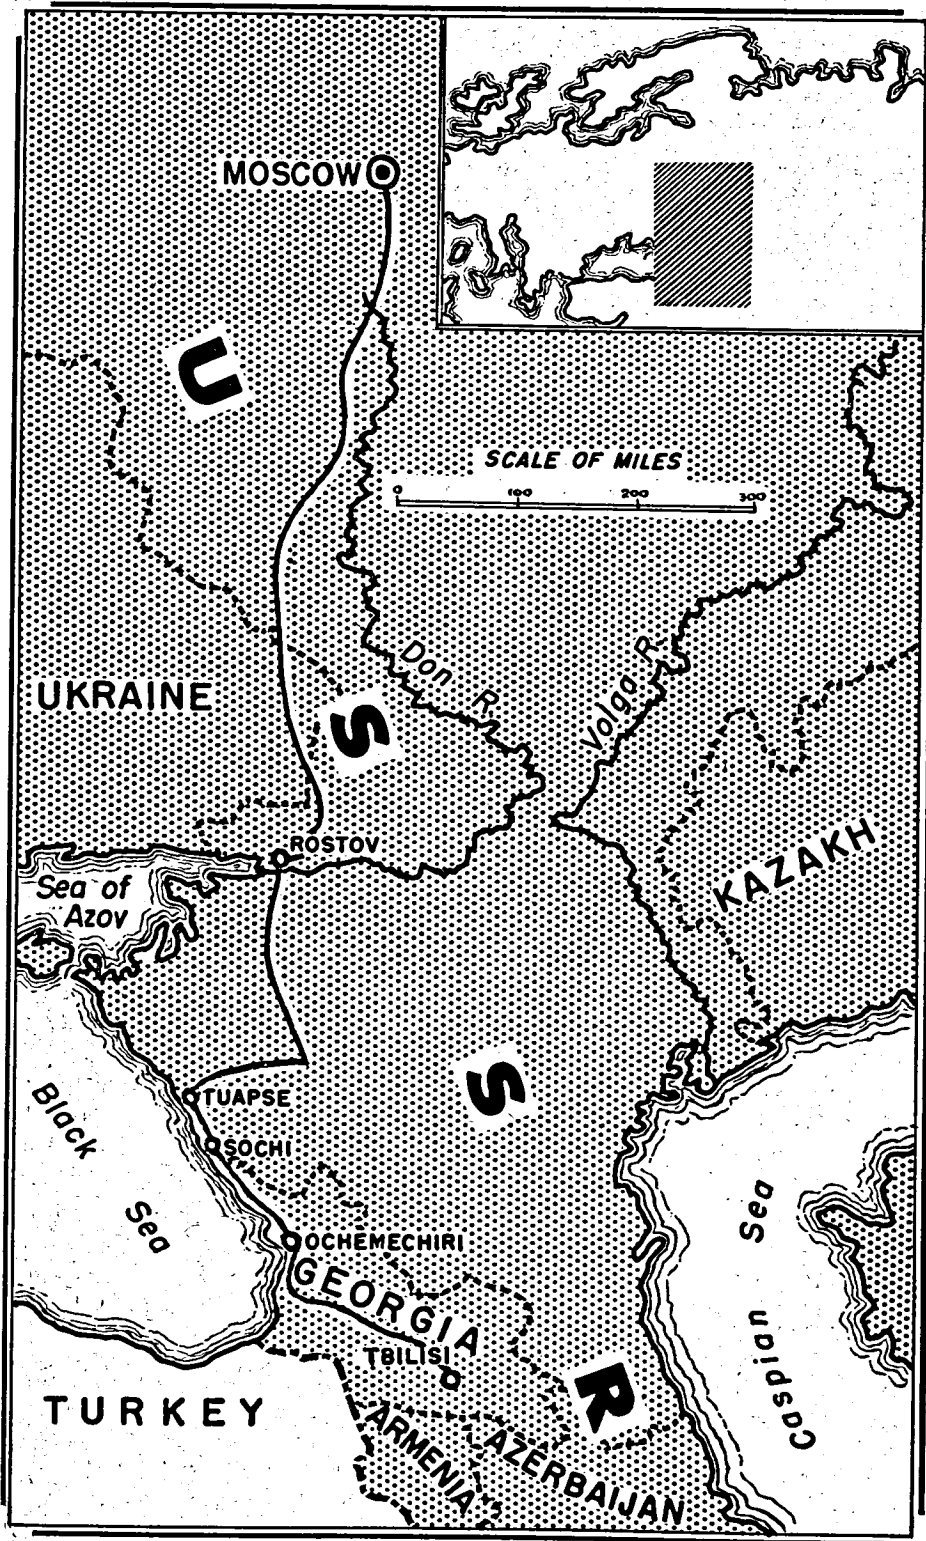 MOSCOW
U
SCALE OF MILES
0 100 200 300
Don R.
Volga R.
UKRAINE
S
ROSTOV
KAZAKH
Sea of
Azov
S
TUAPSE
Black
Sea
SOCHI
Caspian Sea
OCHEMECHIRI
GEORGIA
TBILISI
R
TURKEY
ARMENIA
AZERBAIJAN